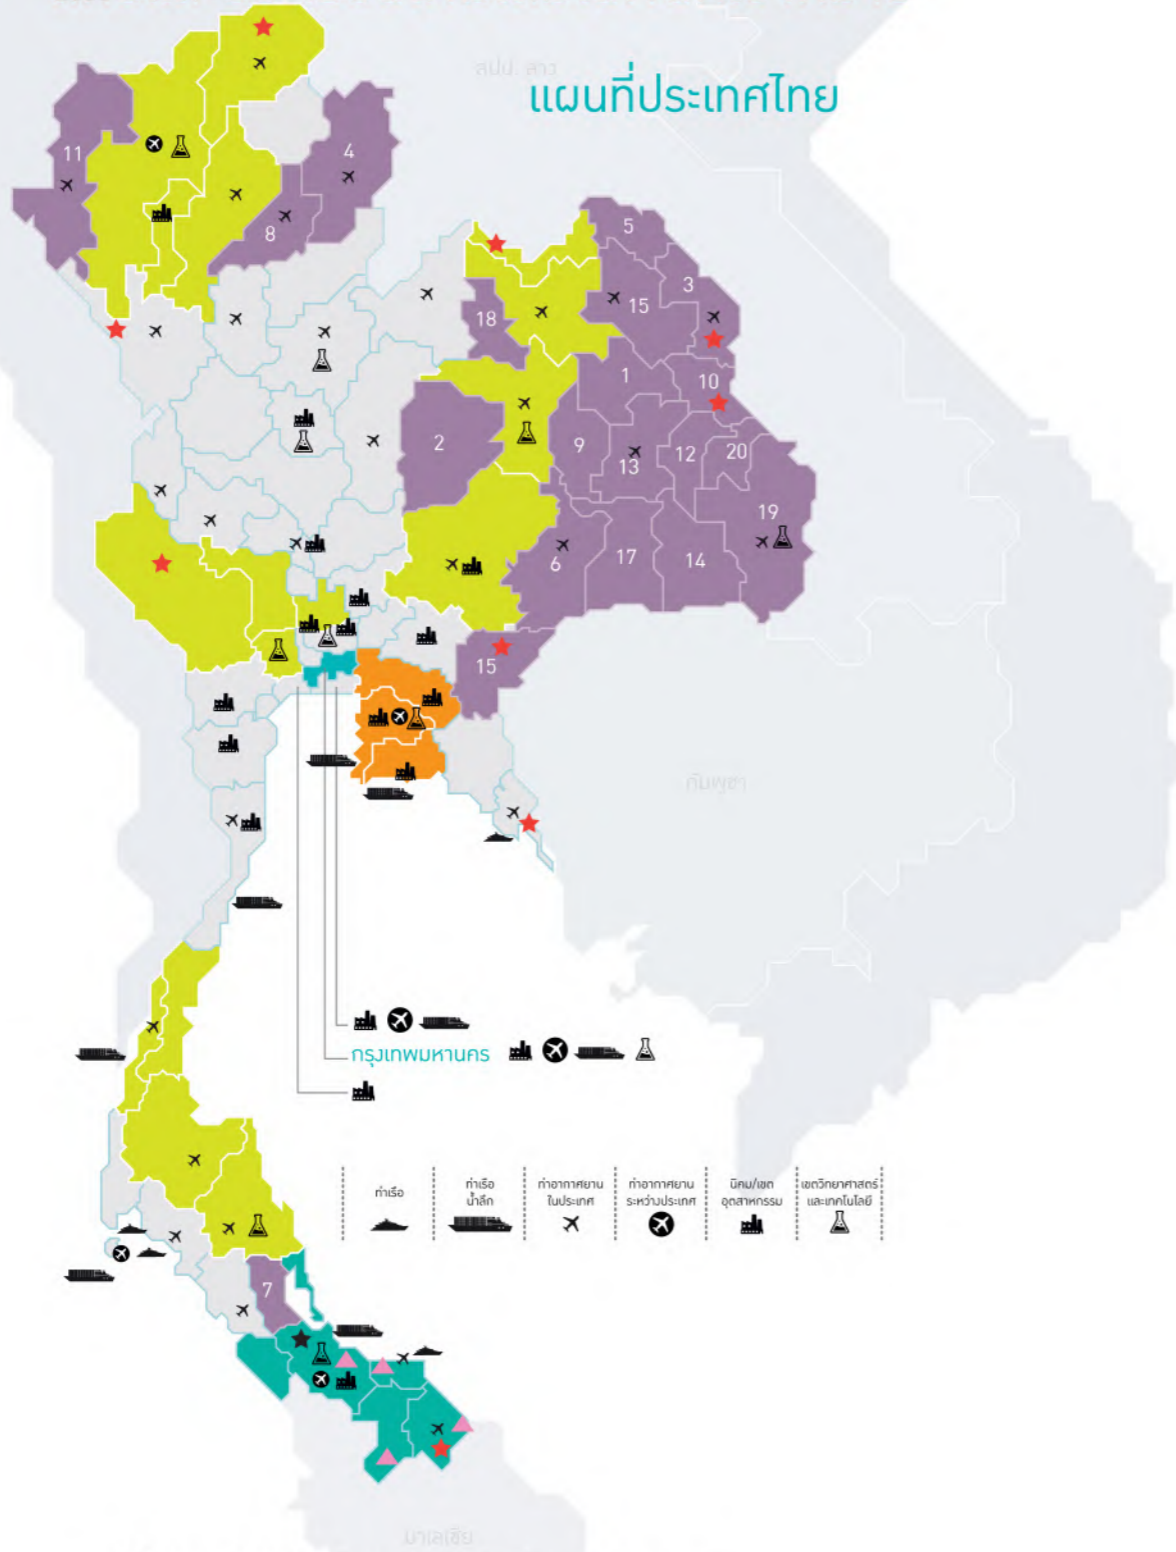 สปป. ลาว
แผนที่ประเทศไทย
11
4
8
5
3
15
18
1
10
2
9
13
12
20
19
6
17
14
15
กัมพูชา
กรุงเทพมหานคร
ท่าเรือ
ท่าเรือ
น้ำลึก
ท่าอากาศยาน
ในประเทศ
ท่าอากาศยาน
ระหว่างประเทศ
นิคม/เขต
อุตสาหกรรม
เขตวิทยาศาสตร์
และเทคโนโลยี
7
มาเลเซีย